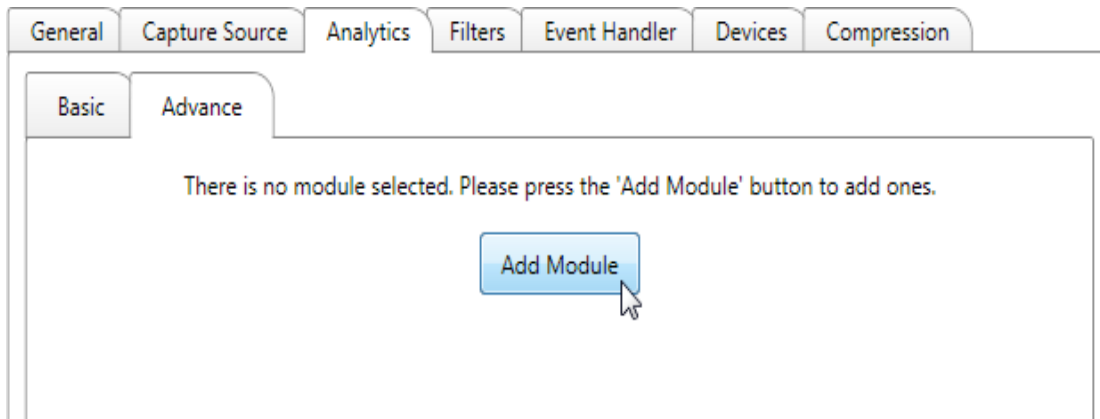 General Capture Source Analytics Filters Event Handler Devices Compression
Basic Advance
There is no module selected. Please press the 'Add Module' button to add ones.
Add Module